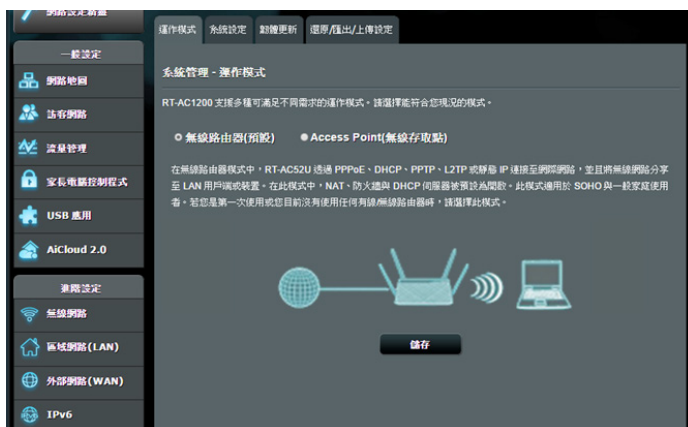 網路設定精靈
運作模式 系統設定 韌體更新 還原/匯出/上傳設定
一般設定
網路地圖
訪客網路
流量管理
家長電腦控制程式
USB 應用
AiCloud 2.0
進階設定
無線網路
區域網路(LAN)
外部網路(WAN)
IPv6
系統管理 - 運作模式
RT-AC1200 支援多種可滿足不同需求的運作模式。請選擇能符合您現況的模式。
無線路由器(預設) Access Point(無線存取點)
在無線路由器模式中，RT-AC52U 透過 PPPoE、DHCP、PPTP、L2TP 或靜態 IP 連接至網際網路，並且將無線網路分享
至 LAN 用戶端或裝置。在此模式中，NAT、防火牆與 DHCP 伺服器被預設為開啟。此模式適用於 SOHO 與一般家庭使用
者。若您是第一次使用或您目前沒有使用任何有線/無線路由器時，請選擇此模式。
儲存